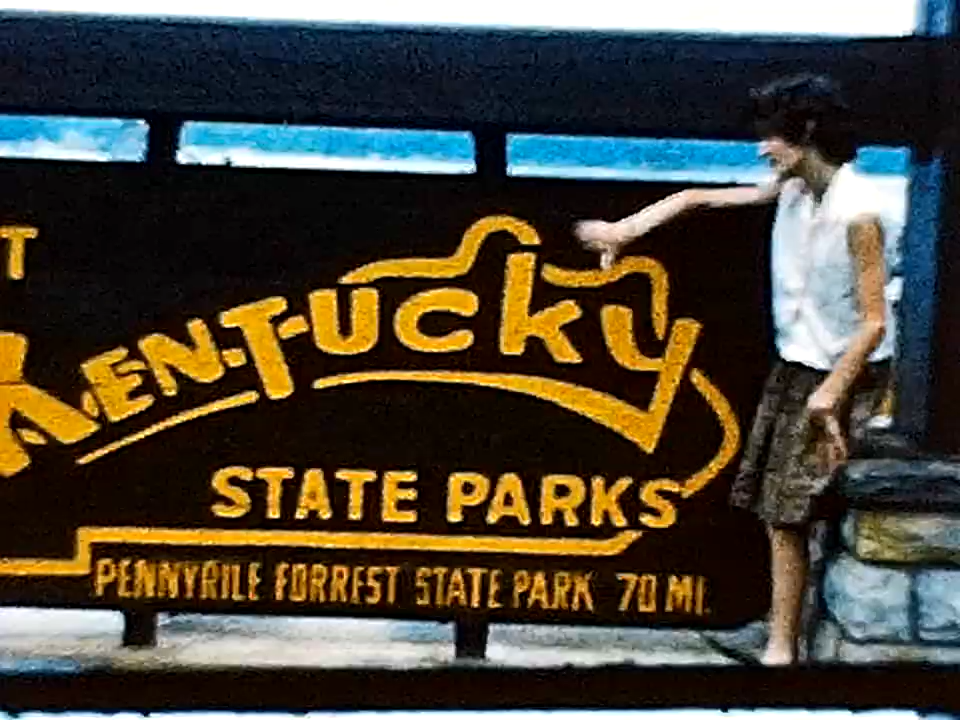 T
KENTUCKY
STATE PARKS
PENNYRILE FORREST STATE PARK 70 MI.